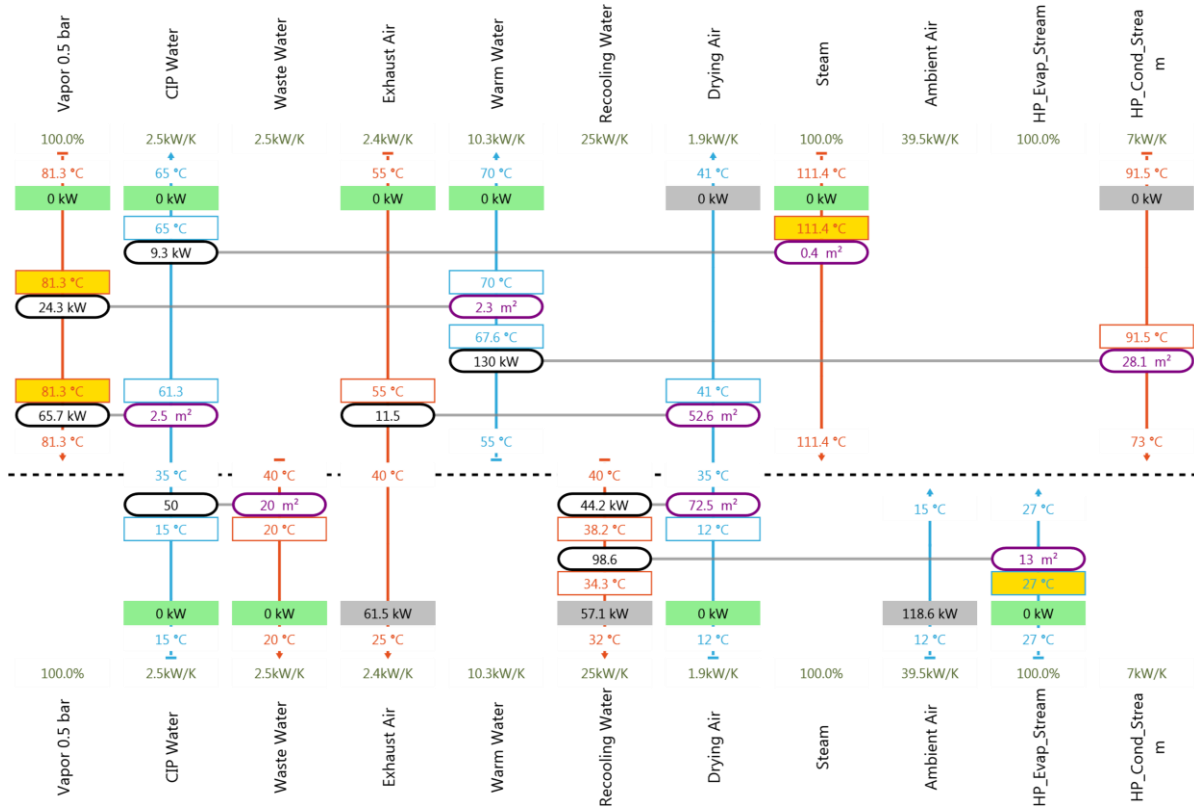 Vapor 0.5 bar
CIP Water
Waste Water
Exhaust Air
Warm Water
Recooling Water
Drying Air
Steam
Ambient Air
HP_Evap_Stream
HP_Cond_Strea
m
100.0% 2.5kW/K 2.5kW/K 2.4kW/K 10.3kW/K 25kW/K 1.9kW/K 100.0% 39.5kW/K 100.0% 7kW/K
81.3 °C 65 °C 55 °C 70 °C 41 °C 111.4 °C 91.5 °C
0 kW 0 kW 0 kW 0 kW 0 kW 0 kW 0 kW
65 °C 111.4 °C
9.3 kW 0.4 m²
81.3 °C 70 °C
24.3 kW 2.3 m²
67.6 °C 91.5 °C
130 kW 28.1 m²
81.3 °C 61.3 55 °C 41 °C
65.7 kW 2.5 m² 11.5 52.6 m²
81.3 °C 55 °C 111.4 °C 73 °C
35 °C 40 °C 40 °C 40 °C 35 °C
50 20 m² 44.2 kW 72.5 m² 15 °C 27 °C
15 °C 20 °C 38.2 °C 12 °C
98.6 13 m²
34.3 °C 27 °C
0 kW 0 kW 61.5 kW 57.1 kW 0 kW 118.6 kW 0 kW
15 °C 20 °C 25 °C 32 °C 12 °C 12 °C 27 °C
100.0% 2.5kW/K 2.5kW/K 2.4kW/K 10.3kW/K 25kW/K 1.9kW/K 100.0% 39.5kW/K 100.0% 7kW/K
Vapor 0.5 bar
CIP Water
Waste Water
Exhaust Air
Warm Water
Recooling Water
Drying Air
Steam
Ambient Air
HP_Evap_Stream
HP_Cond_Strea
m